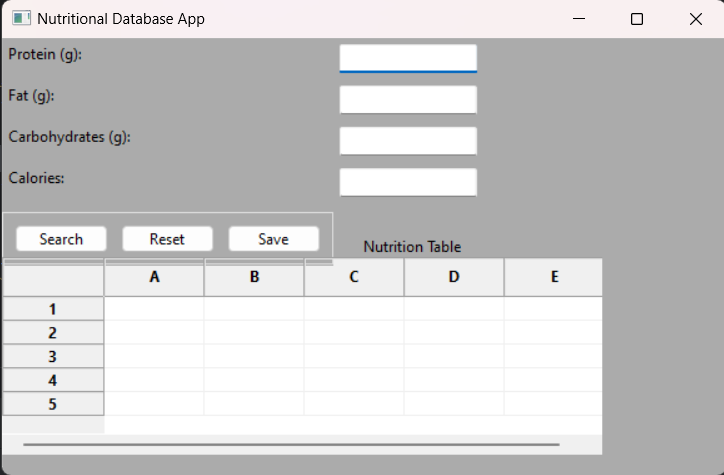 Nutritional Database App
Protein (g):
Fat (g):
Carbohydrates (g):
Calories:
Search Reset Save
Nutrition Table
A B C D E
1
2
3
4
5